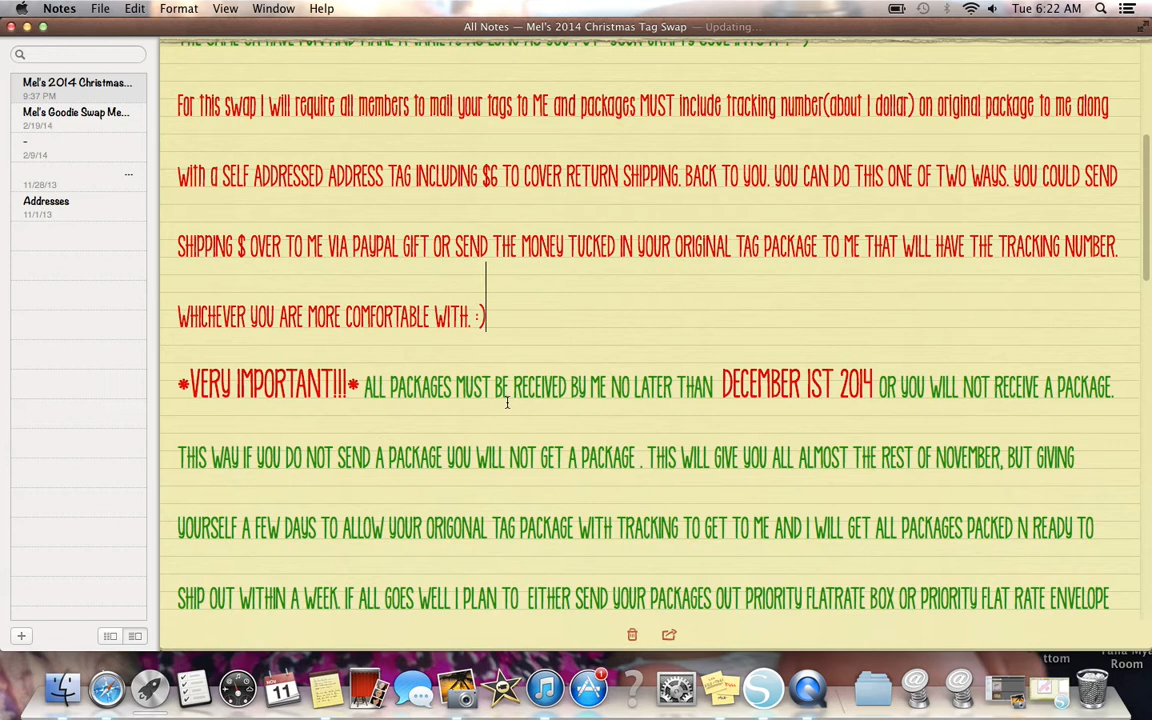 Notes File Edit Format View Window Help Tue 6:22 AM
All Notes — Mel's 2014 Christmas Tag Swap — Updating...
Mel's 2014 Christmas...
9:37 PM
Mel's Goodie Swap Me...
2/19/14
-
2/9/14
...
11/28/13
Addresses
11/1/13
For this swap I will require all members to mail your tags to ME and packages MUST include tracking number(about 1 dollar) on original package to me along
with a SELF ADDRESSED ADDRESS TAG INCLUDING $6 TO COVER RETURN SHIPPING. BACK TO YOU. YOU CAN DO THIS ONE OF TWO WAYS. YOU COULD SEND
SHIPPING $ OVER TO ME VIA PAYPAL GIFT OR SEND THE MONEY TUCKED IN YOUR ORIGINAL TAG PACKAGE TO ME THAT WILL HAVE THE TRACKING NUMBER.
WHICHEVER YOU ARE MORE COMFORTABLE WITH. :)
*VERY IMPORTANT!!!* ALL PACKAGES MUST BE RECEIVED BY ME NO LATER THAN DECEMBER 1ST 2014 OR YOU WILL NOT RECEIVE A PACKAGE.
THIS WAY IF YOU DO NOT SEND A PACKAGE YOU WILL NOT GET A PACKAGE . THIS WILL GIVE YOU ALL ALMOST THE REST OF NOVEMBER, BUT GIVING
YOURSELF A FEW DAYS TO ALLOW YOUR ORIGONAL TAG PACKAGE WITH TRACKING TO GET TO ME AND I WILL GET ALL PACKAGES PACKED N READY TO
SHIP OUT WITHIN A WEEK. IF ALL GOES WELL I PLAN TO EITHER SEND YOUR PACKAGES OUT PRIORITY FLATRATE BOX OR PRIORITY FLAT RATE ENVELOPE
ttom
Room
NOV
11
1